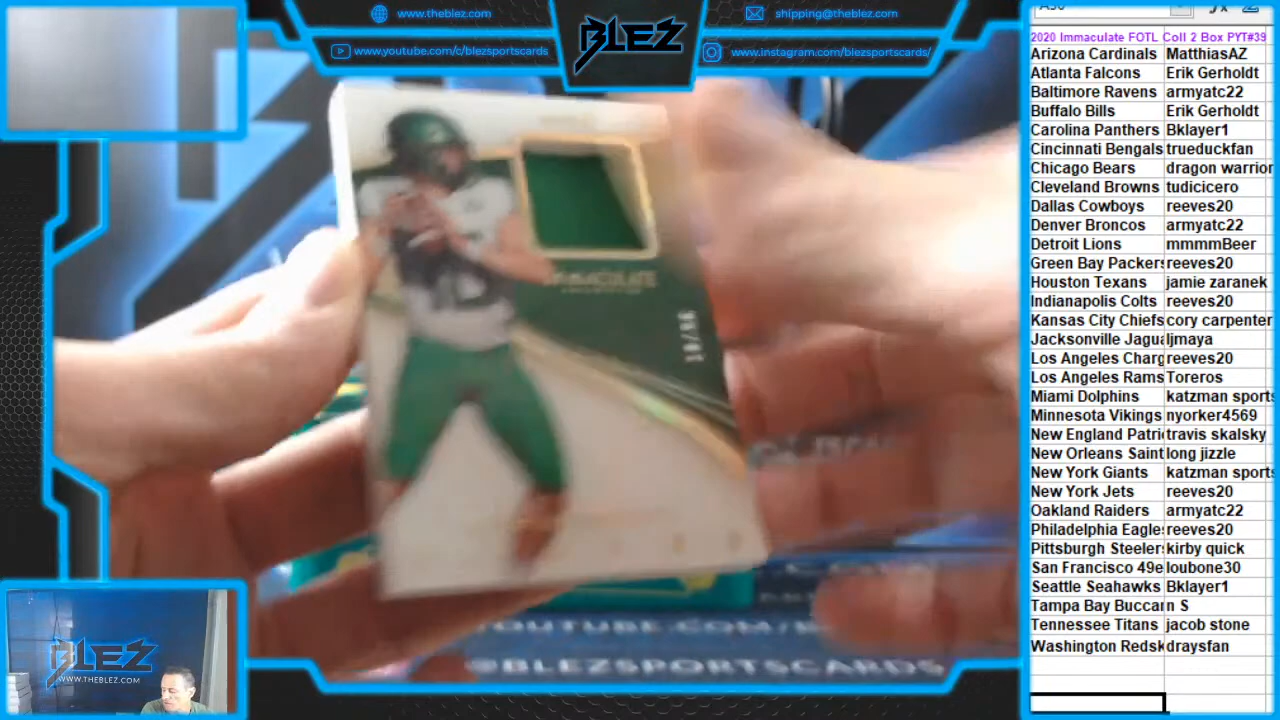 www.theblez.com
www.youtube.com/c/blezsportscards
BLEZ
shipping@theblez.com
www.instagram.com/blezsportscards/
2020 Immaculate FOTL Coll 2 Box PYT#39
Arizona Cardinals MatthiasAZ
Atlanta Falcons Erik Gerholdt
Baltimore Ravens armyatc22
Buffalo Bills Erik Gerholdt
Carolina Panthers Bklayer1
Cincinnati Bengals trueduckfan
Chicago Bears dragon warrior
Cleveland Browns tudicicero
Dallas Cowboys reeves20
Denver Broncos armyatc22
Detroit Lions mmmmBeer
Green Bay Packers reeves20
Houston Texans jamie zaranek
Indianapolis Colts reeves20
Kansas City Chiefs cory carpenter
Jacksonville Jagua ljmaya
Los Angeles Charg reeves20
Los Angeles Rams Toreros
Miami Dolphins katzman sports
Minnesota Vikings nyorker4569
New England Patri travis skalsky
New Orleans Saint long jizzle
New York Giants katzman sports
New York Jets reeves20
Oakland Raiders armyatc22
Philadelphia Eagles reeves20
Pittsburgh Steeler kirby quick
San Francisco 49e loubone30
Seattle Seahawks Bklayer1
Tampa Bay Buccan n S
Tennessee Titans jacob stone
Washington Redsk draysfan
IMMACULATE
COLLECTION
YOUTUBE.COM/
@BLEZSPORTSCARDS
BLEZ
WWW.THEBLEZ.COM